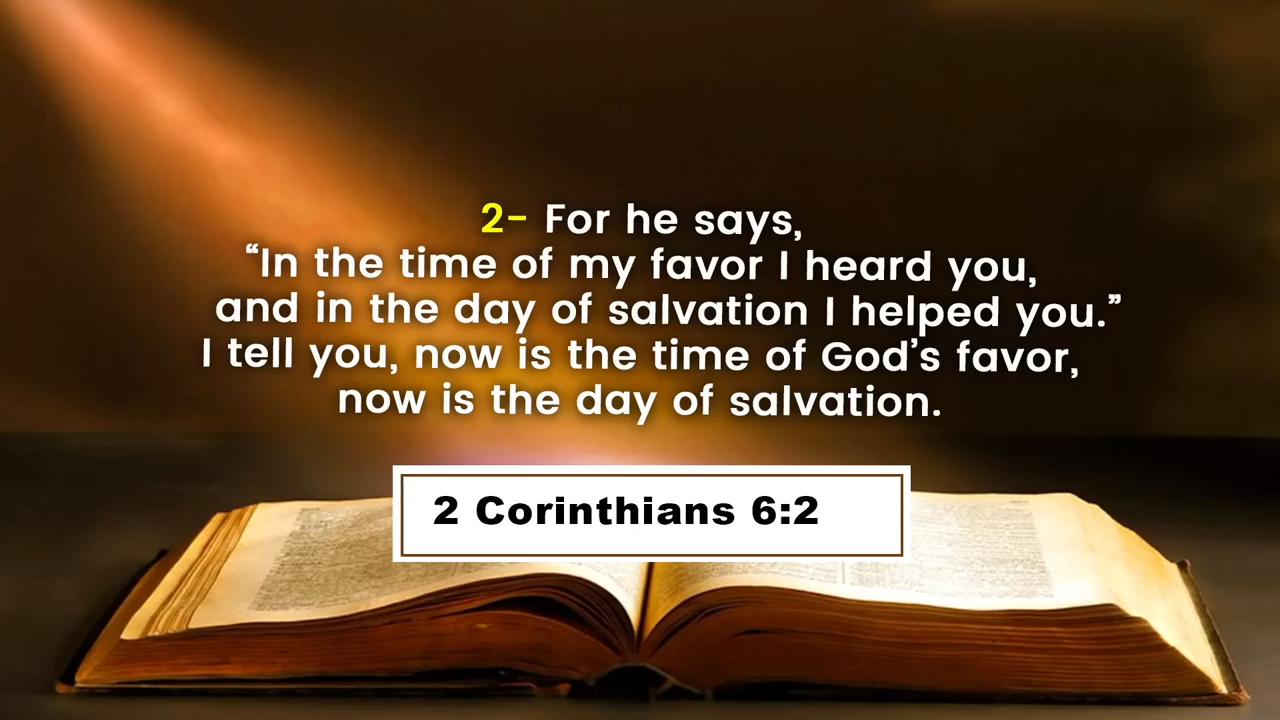 2- For he says,
“In the time of my favor I heard you,
and in the day of salvation I helped you.”
I tell you, now is the time of God’s favor,
now is the day of salvation.
2 Corinthians 6:2